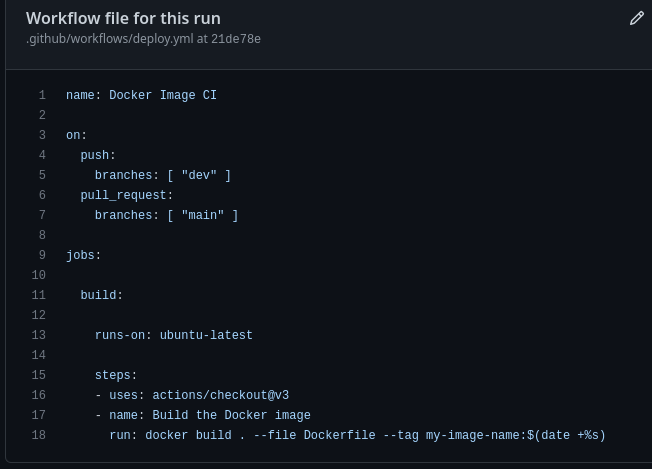 Workflow file for this run
.github/workflows/deploy.yml at 21de78e
1 name: Docker Image CI
2
3 on:
4   push:
5     branches: [ "dev" ]
6   pull_request:
7     branches: [ "main" ]
8
9 jobs:
10
11   build:
12
13     runs-on: ubuntu-latest
14
15     steps:
16     - uses: actions/checkout@v3
17     - name: Build the Docker image
18       run: docker build . --file Dockerfile --tag my-image-name:$(date +%s)